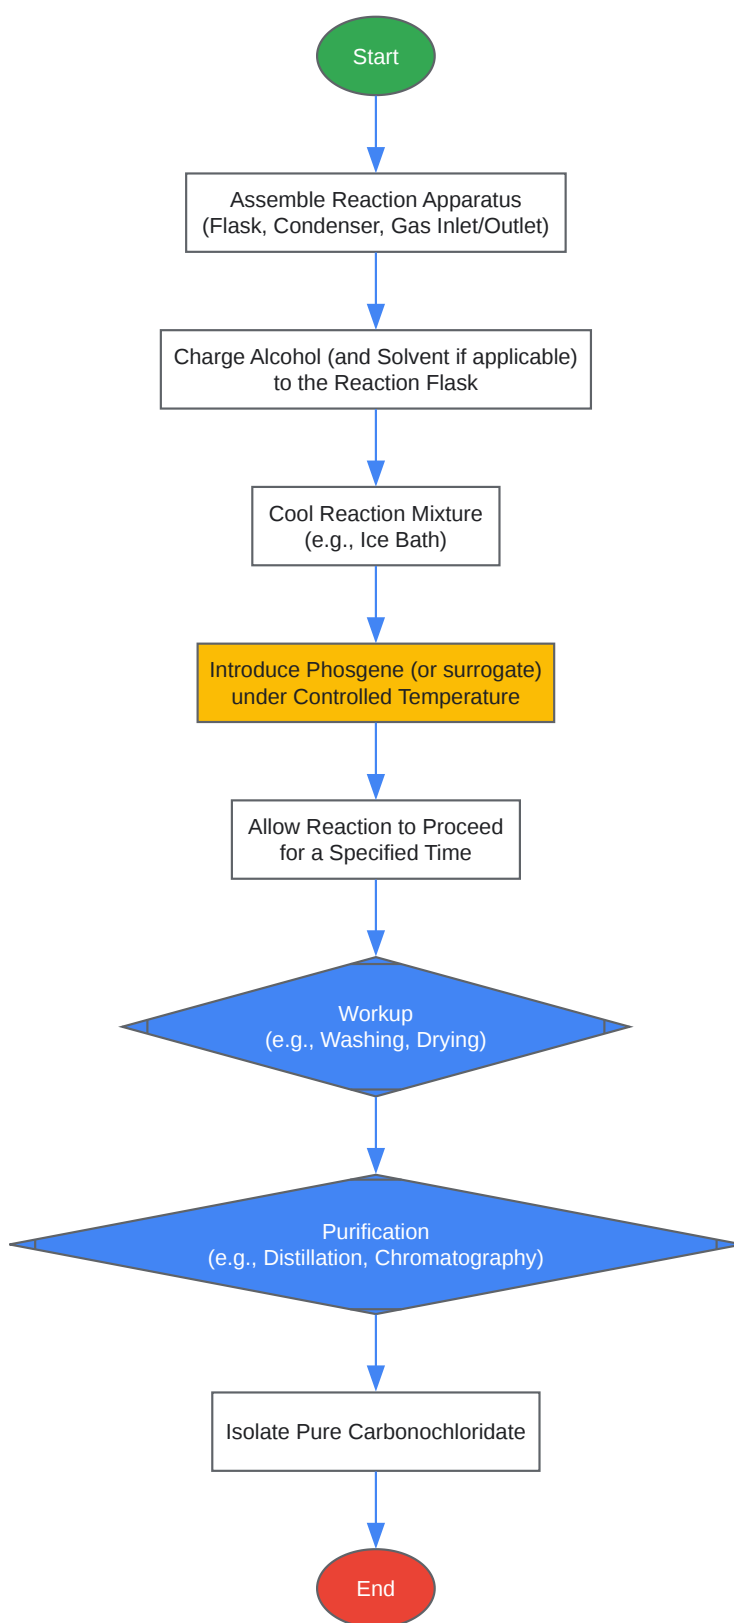 Start
Assemble Reaction Apparatus
(Flask, Condenser, Gas Inlet/Outlet)
Charge Alcohol (and Solvent if applicable)
to the Reaction Flask
Cool Reaction Mixture
(e.g., Ice Bath)
Introduce Phosgene (or surrogate)
under Controlled Temperature
Allow Reaction to Proceed
for a Specified Time
Workup
(e.g., Washing, Drying)
Purification
(e.g., Distillation, Chromatography)
Isolate Pure Carbonochloridate
End